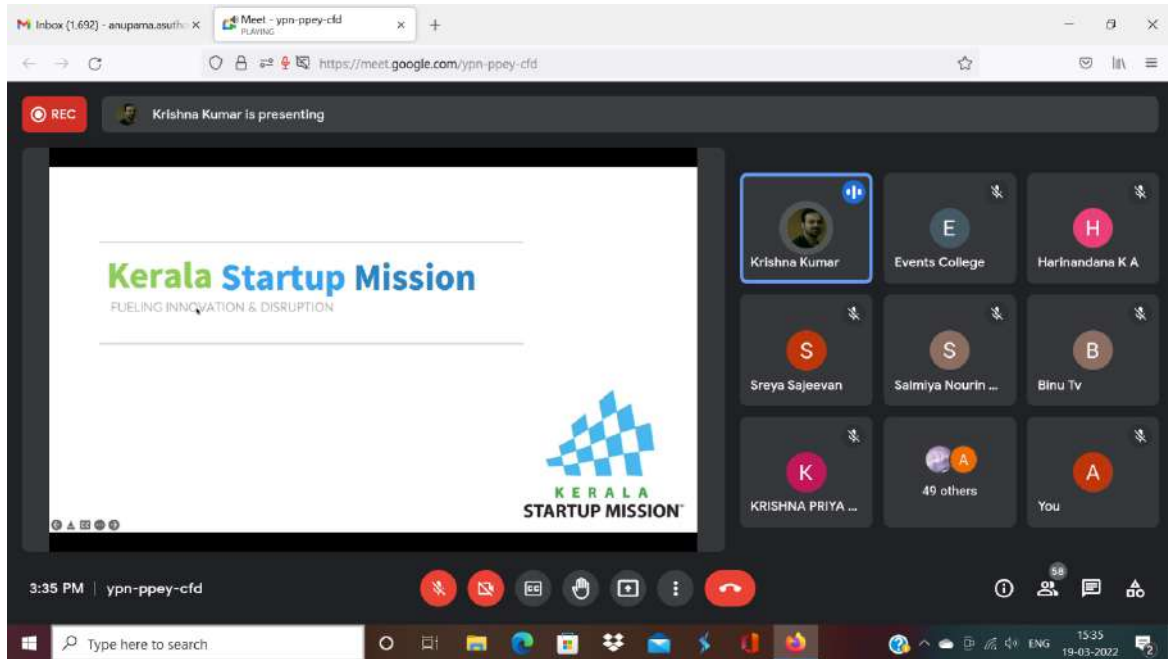 Inbox (1,692) - anupama.asuth
Meet - ypn-ppey-cfd
PLAYING
https://meet.google.com/ypn-ppey-cfd
REC
Krishna Kumar is presenting
Kerala Startup Mission
FUELING INNOVATION & DISRUPTION
KERALA
STARTUP MISSION
Krishna Kumar
E
Events College
H
Harinandana K A
S
Sreya Sajeevan
S
Salmiya Nourin ...
B
Binu Tv
K
KRISHNA PRIYA ...
A
49 others
A
You
3:35 PM | ypn-ppey-cfd
CC
58
Type here to search
ENG
15:35
19-03-2022
2